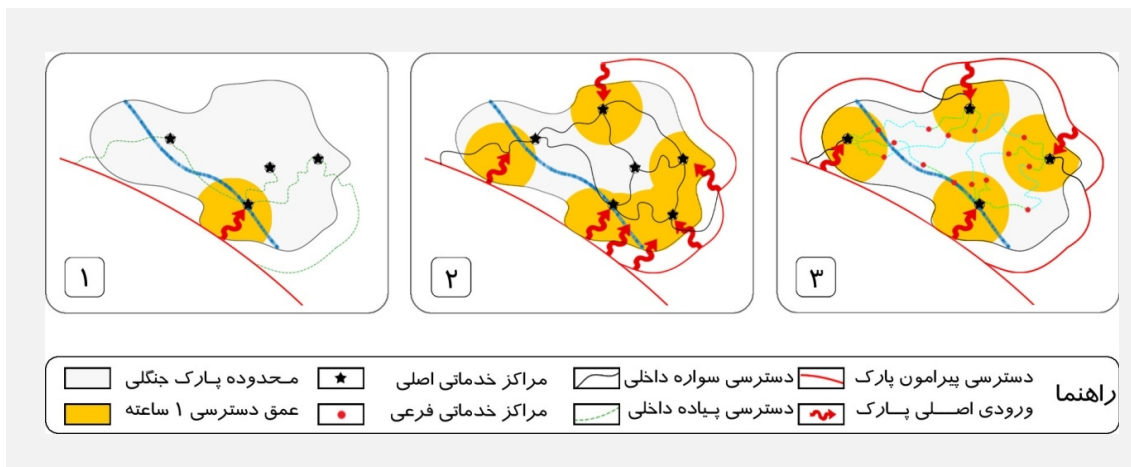 ۱
۲
۳
راهنما
دسترسی پیرامون پارک
دسترسی سواره داخلی
مراکز خدماتی اصلی
محدوده پارک جنگلی
ورودی اصلی پارک
دسترسی پیاده داخلی
مراکز خدماتی فرعی
عمق دسترسی ۱ ساعته